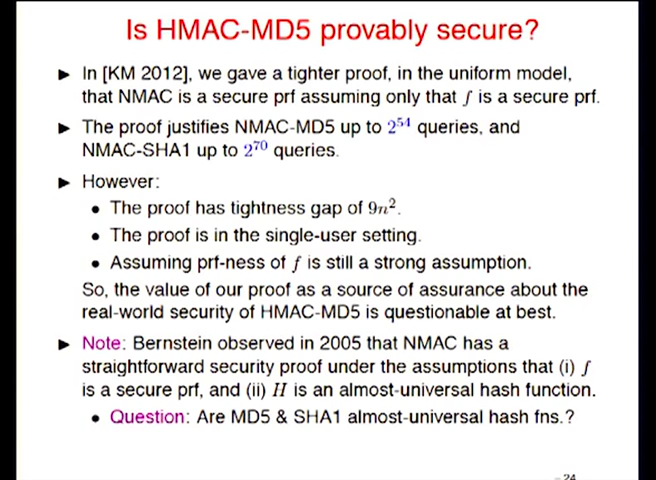 Is HMAC-MD5 provably secure?
► In [KM 2012], we gave a tighter proof, in the uniform model,
that NMAC is a secure prf assuming only that f is a secure prf.
► The proof justifies NMAC-MD5 up to 2^54 queries, and
NMAC-SHA1 up to 2^70 queries.
► However:
• The proof has tightness gap of 9n².
• The proof is in the single-user setting.
• Assuming prf-ness of f is still a strong assumption.
So, the value of our proof as a source of assurance about the
real-world security of HMAC-MD5 is questionable at best.
► Note: Bernstein observed in 2005 that NMAC has a
straightforward security proof under the assumptions that (i) f
is a secure prf, and (ii) H is an almost-universal hash function.
• Question: Are MD5 & SHA1 almost-universal hash fns.?
– 24